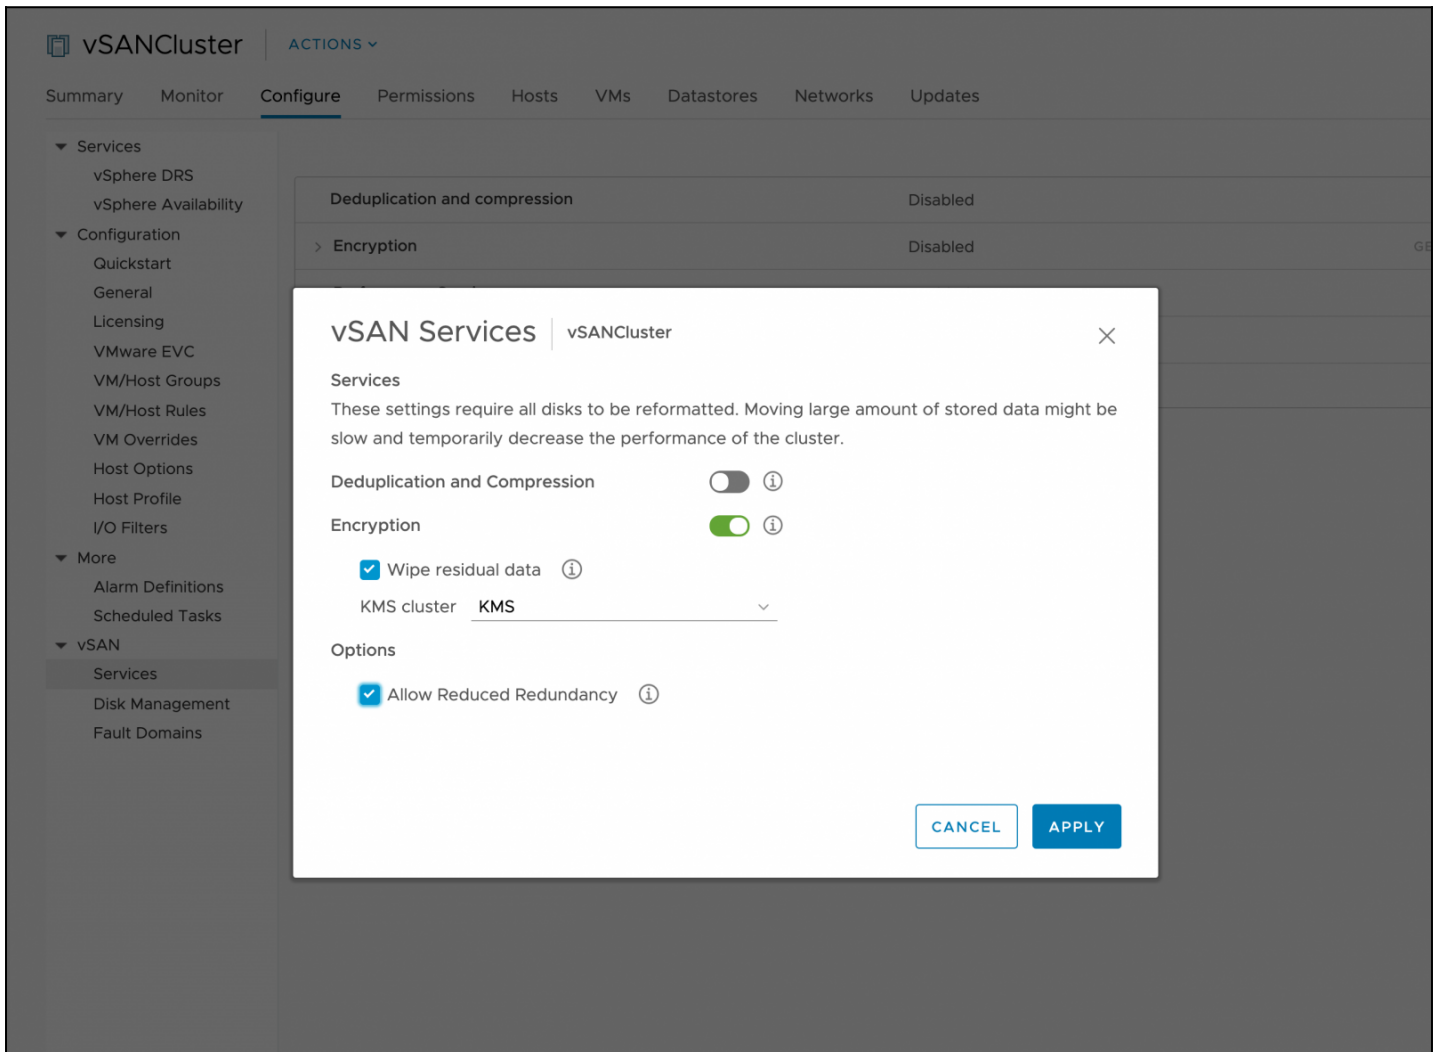 vSANCluster ACTIONS
Summary Monitor Configure Permissions Hosts VMs Datastores Networks Updates
Services
vSphere DRS
vSphere Availability
Configuration
Quickstart
General
Licensing
VMware EVC
VM/Host Groups
VM/Host Rules
VM Overrides
Host Options
Host Profile
I/O Filters
More
Alarm Definitions
Scheduled Tasks
vSAN
Services
Disk Management
Fault Domains
Deduplication and compression Disabled
Encryption Disabled GE
vSAN Services vSANCluster
Services
These settings require all disks to be reformatted. Moving large amount of stored data might be
slow and temporarily decrease the performance of the cluster.
Deduplication and Compression
Encryption
Wipe residual data
KMS cluster KMS
Options
Allow Reduced Redundancy
CANCEL APPLY